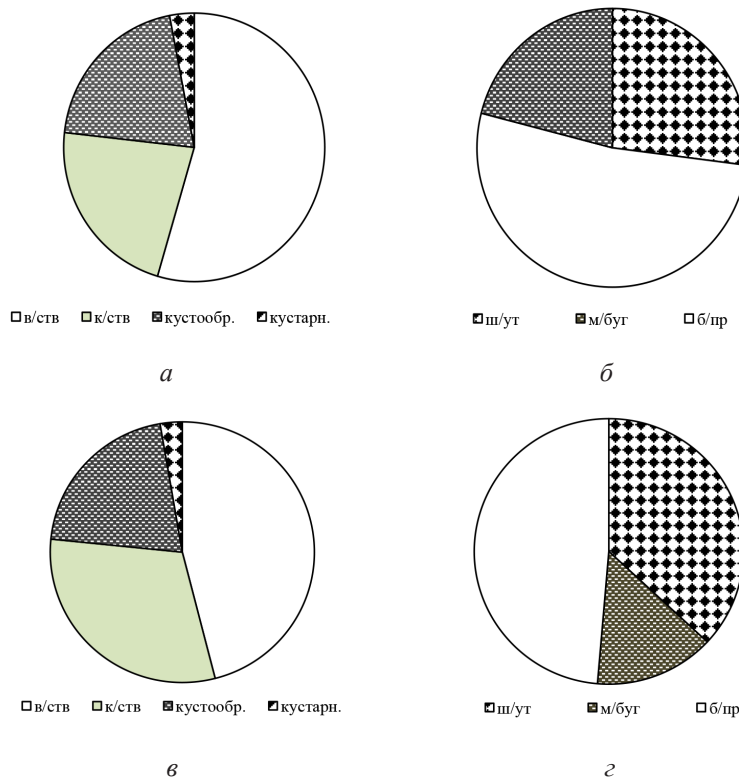 в/ств к/ств кустообр. кустарн.
ш/ут м/буг б/пр
а
б
в/ств к/ств кустообр. кустарн.
ш/ут м/буг б/пр
в
г